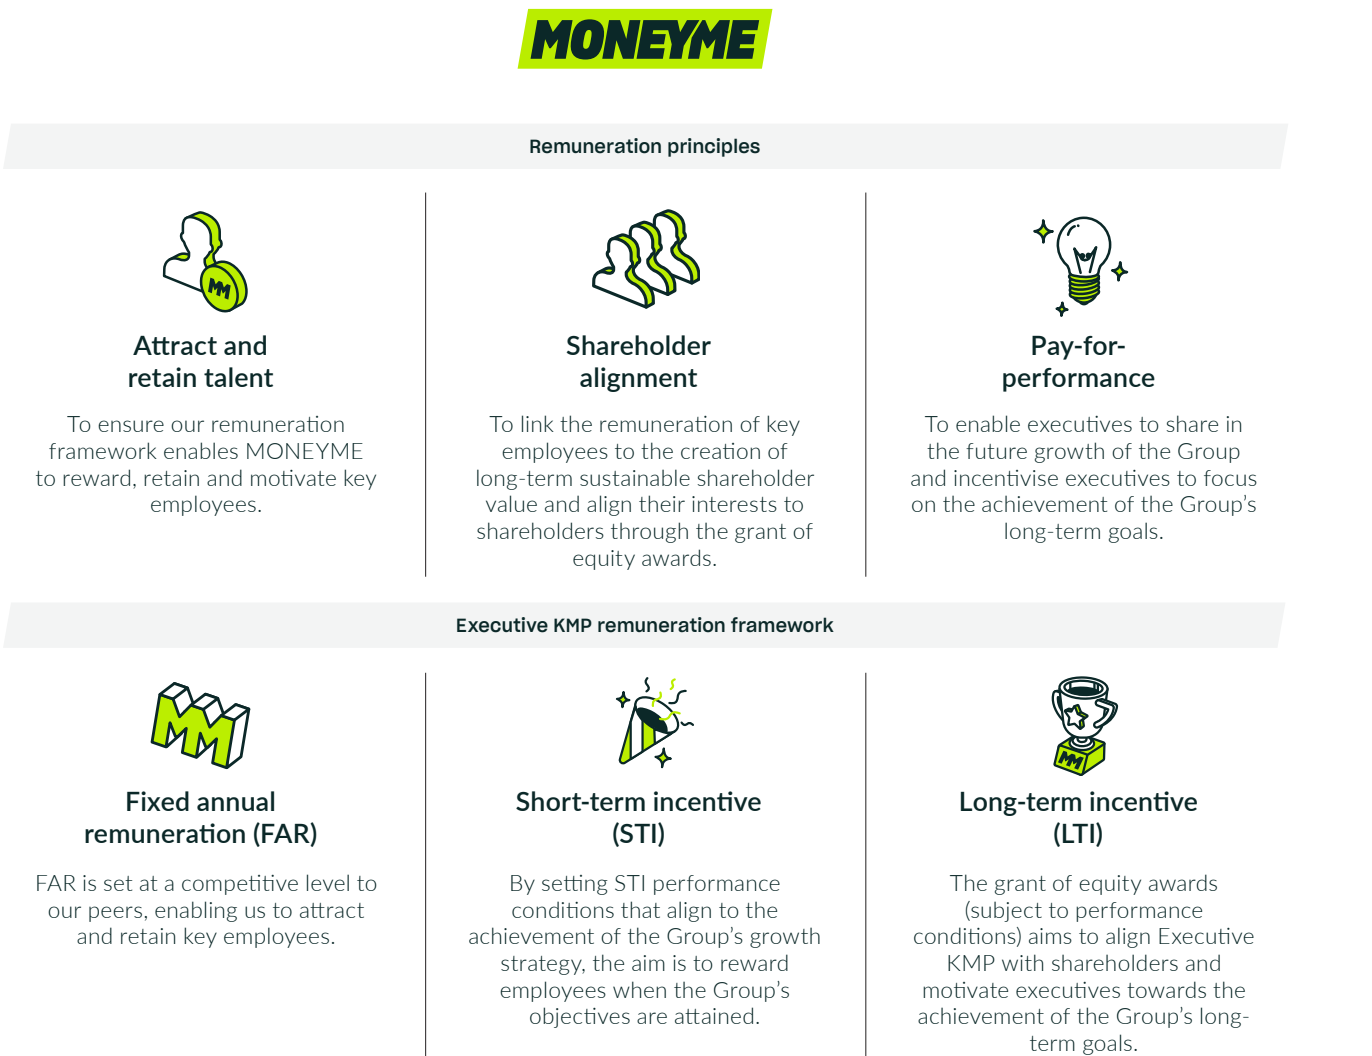 MONEYME
Remuneration principles
Attract and
retain talent
To ensure our remuneration
framework enables MONEYME
to reward, retain and motivate key
employees.
Shareholder
alignment
To link the remuneration of key
employees to the creation of
long-term sustainable shareholder
value and align their interests to
shareholders through the grant of
equity awards.
Pay-for-
performance
To enable executives to share in
the future growth of the Group
and incentivise executives to focus
on the achievement of the Group’s
long-term goals.
Executive KMP remuneration framework
Fixed annual
remuneration (FAR)
FAR is set at a competitive level to
our peers, enabling us to attract
and retain key employees.
Short-term incentive
(STI)
By setting STI performance
conditions that align to the
achievement of the Group’s growth
strategy, the aim is to reward
employees when the Group’s
objectives are attained.
Long-term incentive
(LTI)
The grant of equity awards
(subject to performance
conditions) aims to align Executive
KMP with shareholders and
motivate executives towards the
achievement of the Group’s long-
term goals.